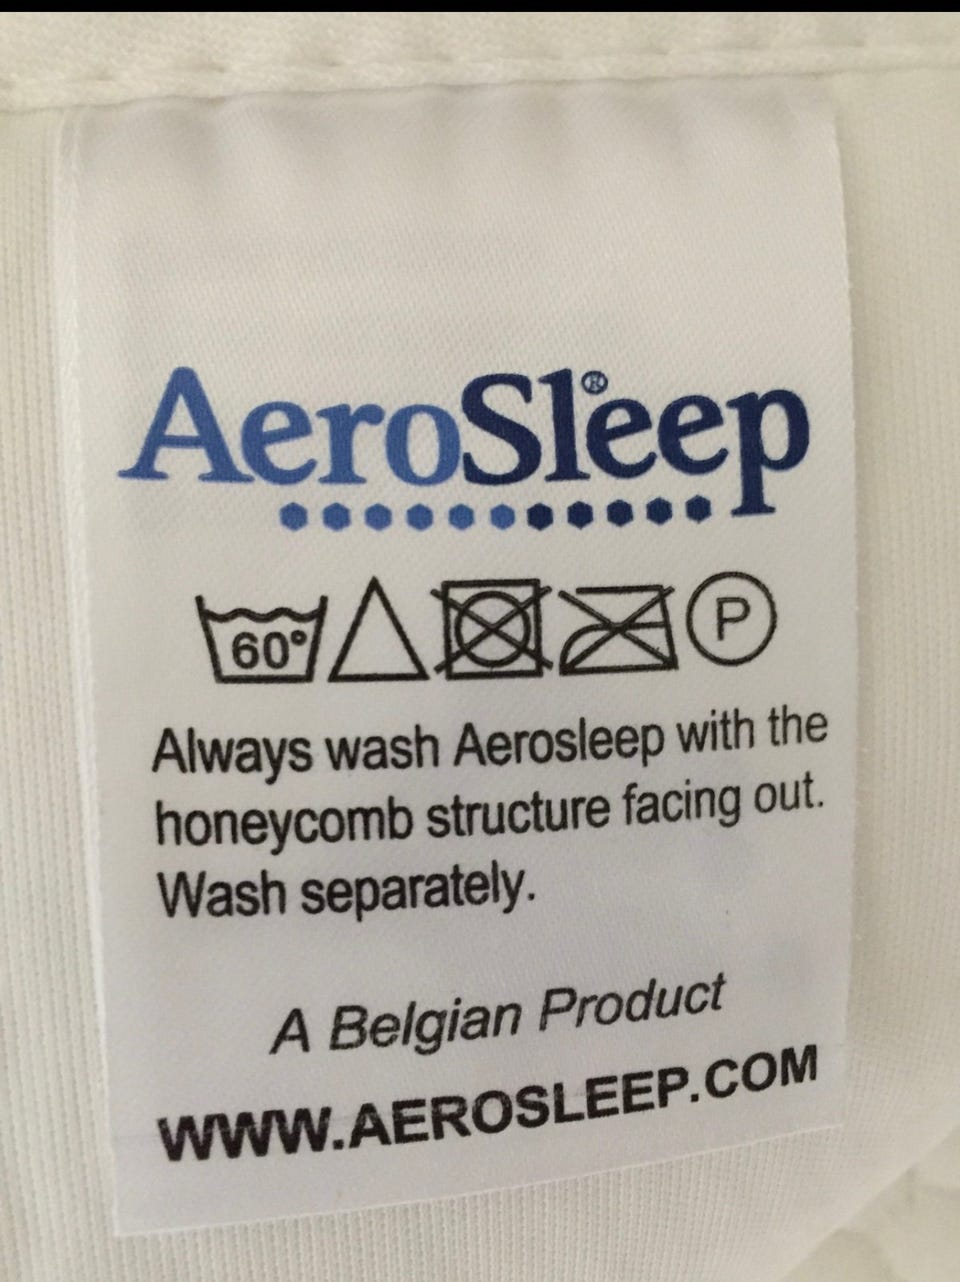 AeroSleep®
60°
P
Always wash Aerosleep with the
honeycomb structure facing out.
Wash separately.
A Belgian Product
WWW.AEROSLEEP.COM